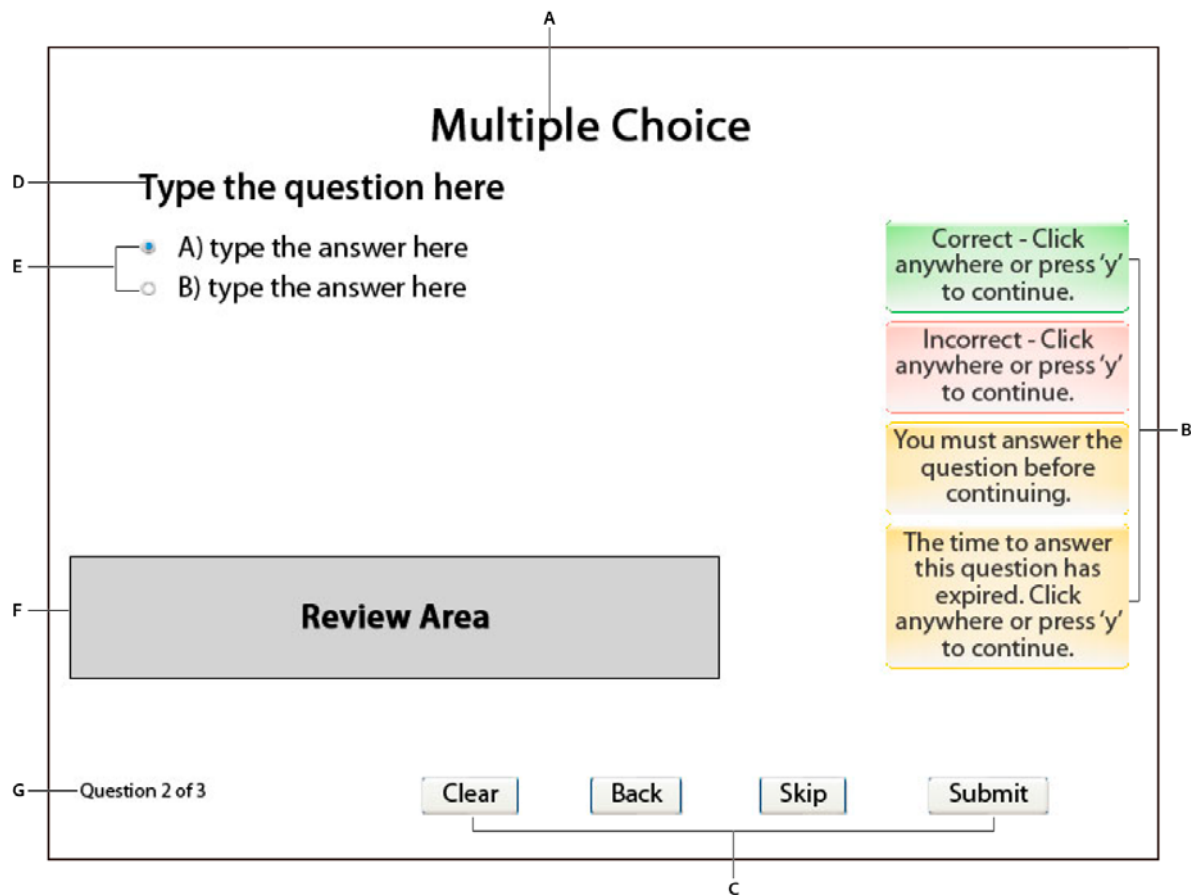 A
Multiple Choice
D
Type the question here
E
A) type the answer here
B) type the answer here
Correct - Click
anywhere or press ‘y’
to continue.
Incorrect - Click
anywhere or press ‘y’
to continue.
B
You must answer the
question before
continuing.
The time to answer
this question has
expired. Click
anywhere or press ‘y’
to continue.
F
Review Area
G
Question 2 of 3
Clear
Back
Skip
Submit
C